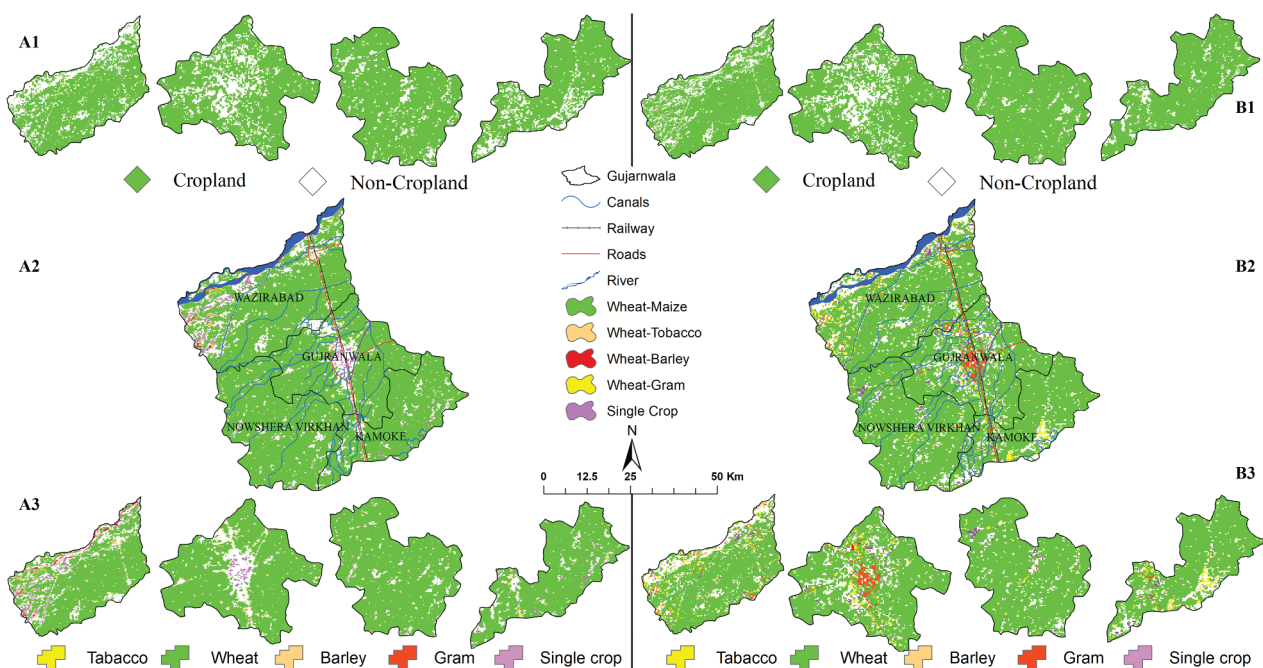 A1
B1
Cropland
Non-Cropland
Cropland
Non-Cropland
Gujarnwala
Canals
Railway
Roads
River
Wheat-Maize
Wheat-Tobacco
Wheat-Barley
Wheat-Gram
Single Crop
A2
WAZIRABAD
GUJRANWALA
NOWSHERA VIRKHAN
KAMOKE
B2
WAZIRABAD
GUJRANWALA
NOWSHERA VIRKHAN
KAMOKE
N
0 12.5 25 50 Km
A3
B3
Tabacco
Wheat
Barley
Gram
Single crop
Tabacco
Wheat
Barley
Gram
Single crop